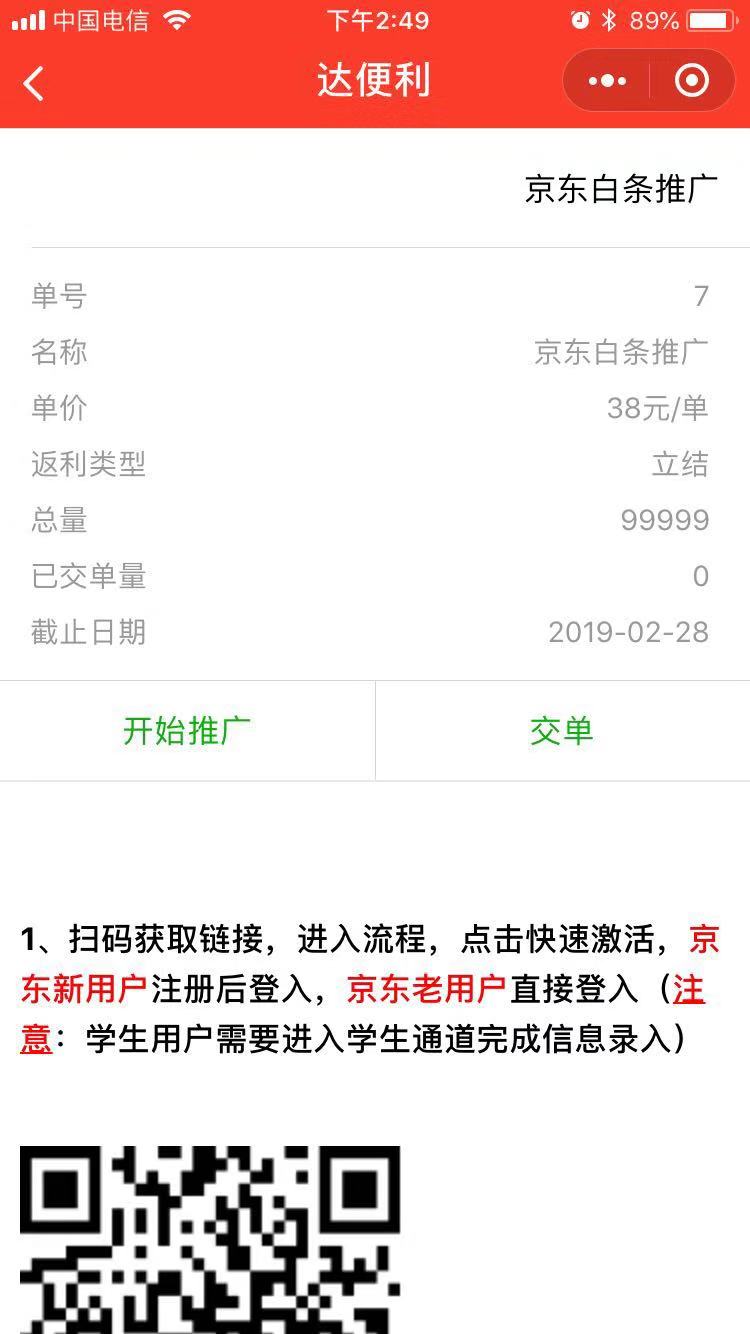 中国电信 下午2:49 89%
达便利
京东白条推广
单号 7
名称 京东白条推广
单价 38元/单
返利类型 立结
总量 99999
已交单量 0
截止日期 2019-02-28
开始推广 交单
1、扫码获取链接，进入流程，点击快速激活，京
东新用户注册后登入，京东老用户直接登入（注
意：学生用户需要进入学生通道完成信息录入）